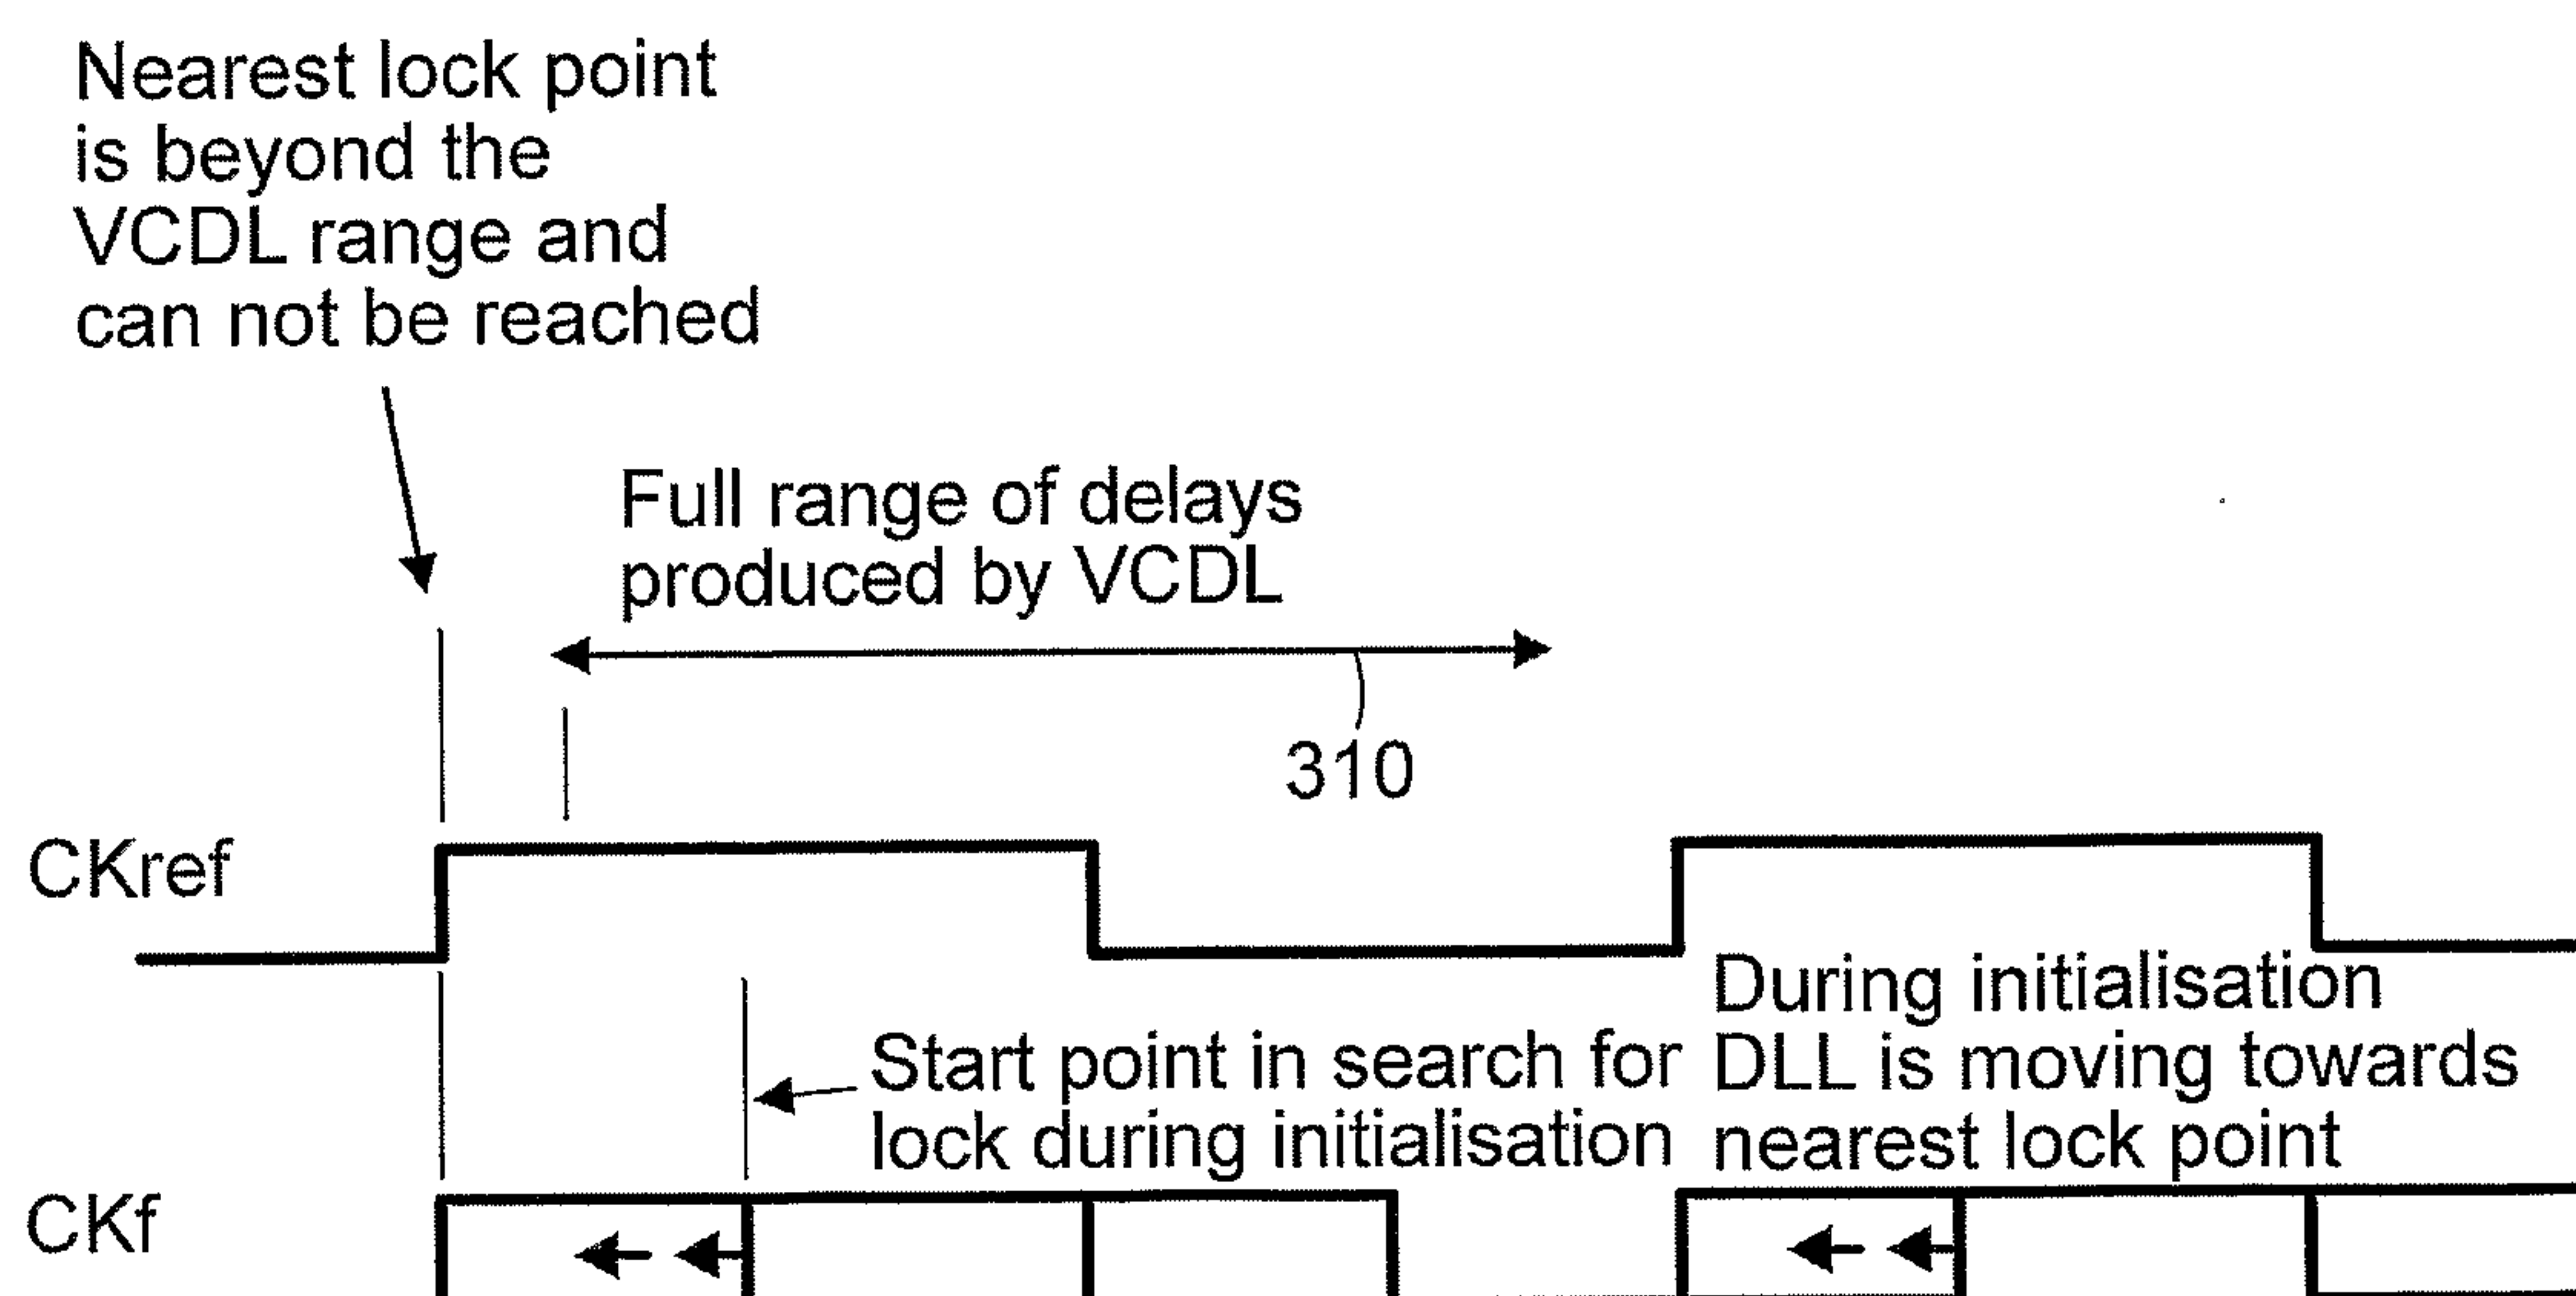 Nearest lock point
is beyond the
VCDL range and
can not be reached
Full range of delays
produced by VCDL
310
CKref
Start point in search for
lock during initialisation
During initialisation
DLL is moving towards
nearest lock point
CKf